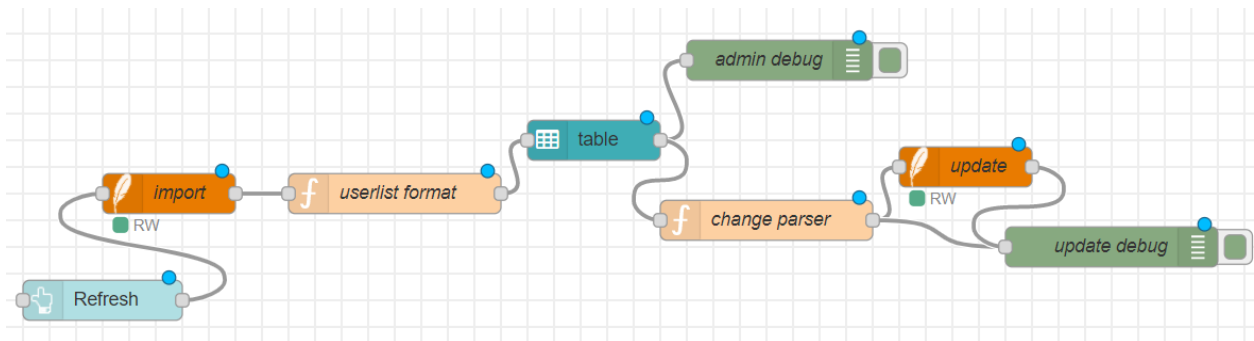 admin debug
table
import
userlist format
update
RW
RW
change parser
update debug
Refresh